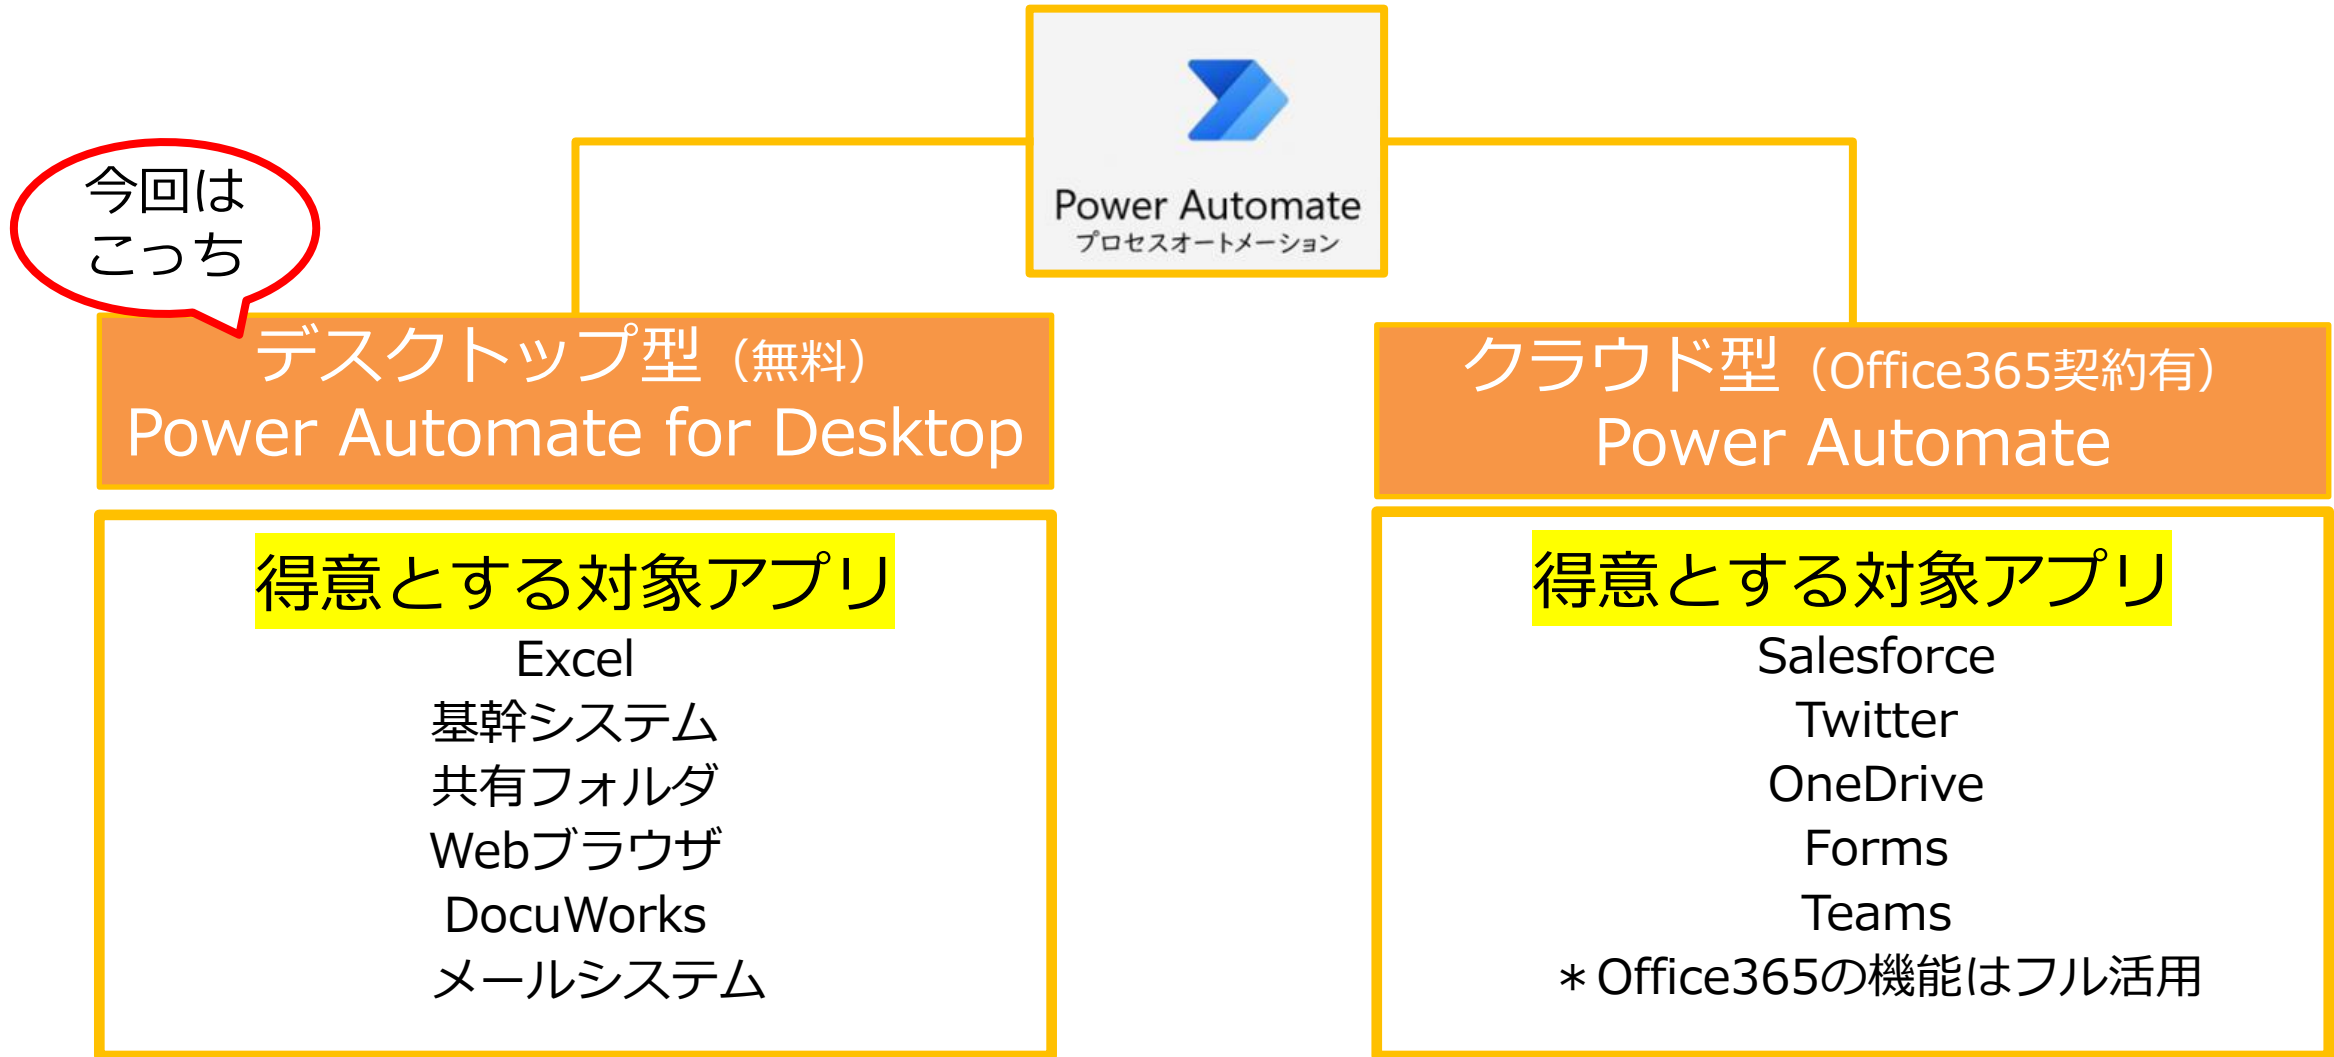 Power Automate
プロセスオートメーション
今回は
こっち
デスクトップ型（無料）
Power Automate for Desktop
得意とする対象アプリ
Excel
基幹システム
共有フォルダ
Webブラウザ
DocuWorks
メールシステム
クラウド型（Office365契約有）
Power Automate
得意とする対象アプリ
Salesforce
Twitter
OneDrive
Forms
Teams
＊Office365の機能はフル活用